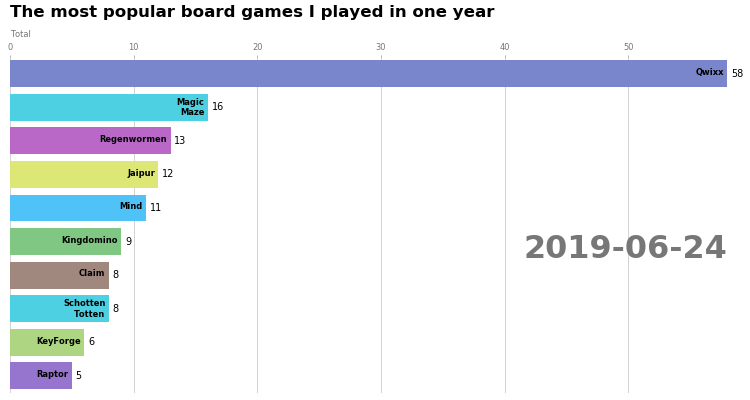 The most popular board games I played in one year
Total
0 10 20 30 40 50
Qwixx 58
Magic
Maze 16
Regenwormen 13
Jaipur 12
Mind 11
Kingdomino 9
2019-06-24
Claim 8
Schotten
Totten 8
KeyForge 6
Raptor 5